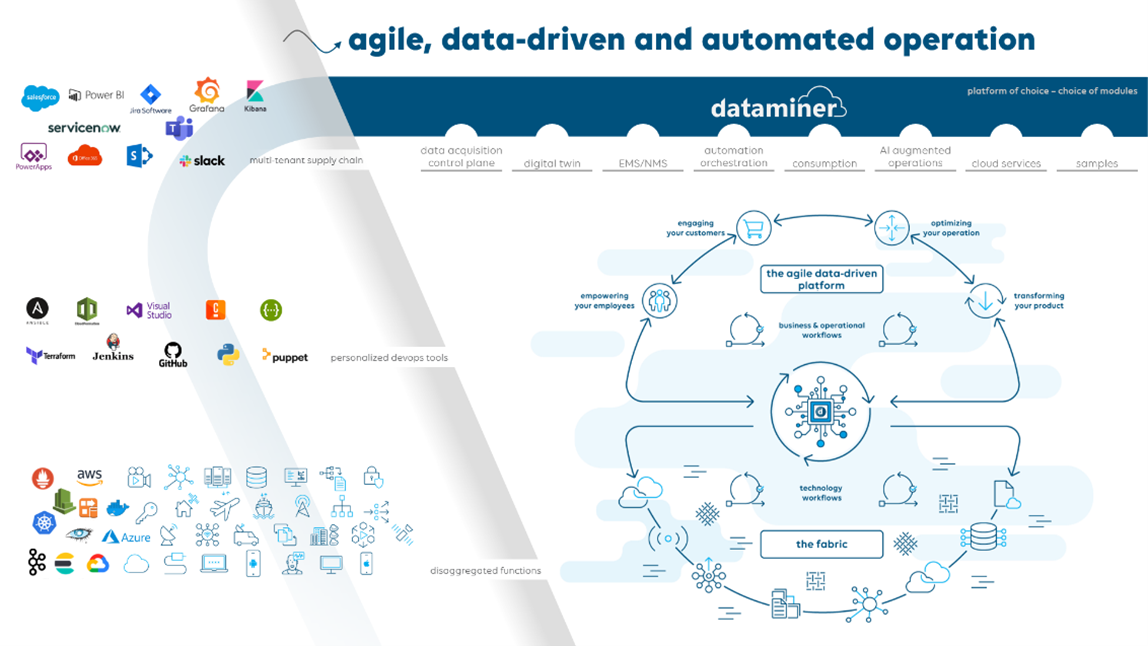 agile, data-driven and automated operation
platform of choice – choice of modules
dataminer
data acquisition
control plane
digital twin
EMS/NMS
automation
orchestration
consumption
AI augmented
operations
cloud services
samples
salesforce
Power BI
Jira Software
Grafana
Kibana
servicenow
PowerApps
slack
multi-tenant supply chain
engaging
your customers
optimizing
your operation
the agile data-driven
platform
empowering
your employees
transforming
your product
business & operational
workflows
Visual
Studio
Terraform
Jenkins
GitHub
puppet
personalized devops tools
technology
workflows
the fabric
aws
Azure
disaggregated functions